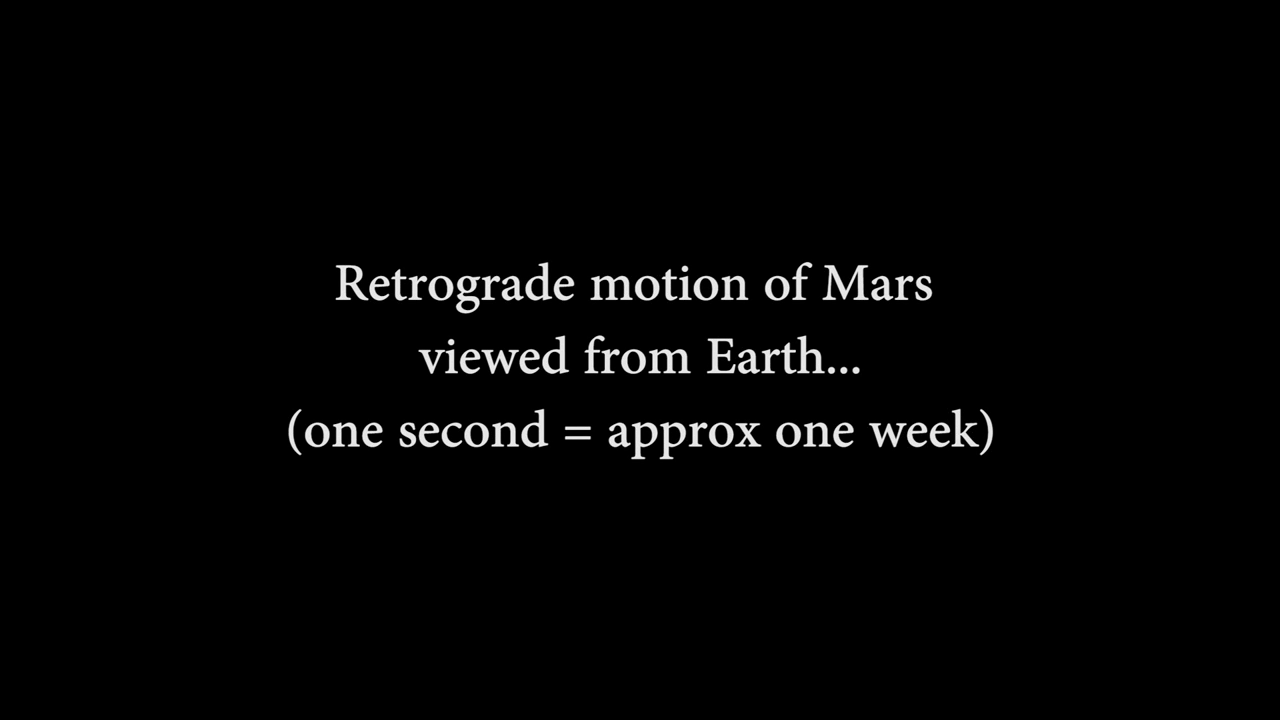 Retrograde motion of Mars
viewed from Earth...
(one second = approx one week)